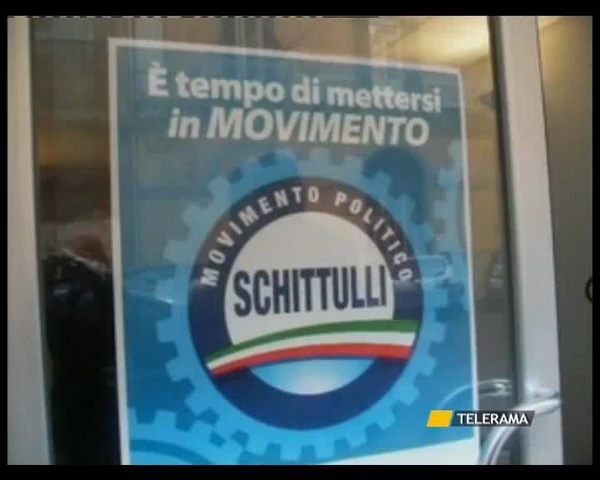 È tempo di mettersi
in MOVIMENTO
MOVIMENTO POLITICO
SCHITTULLI
TELERAMA